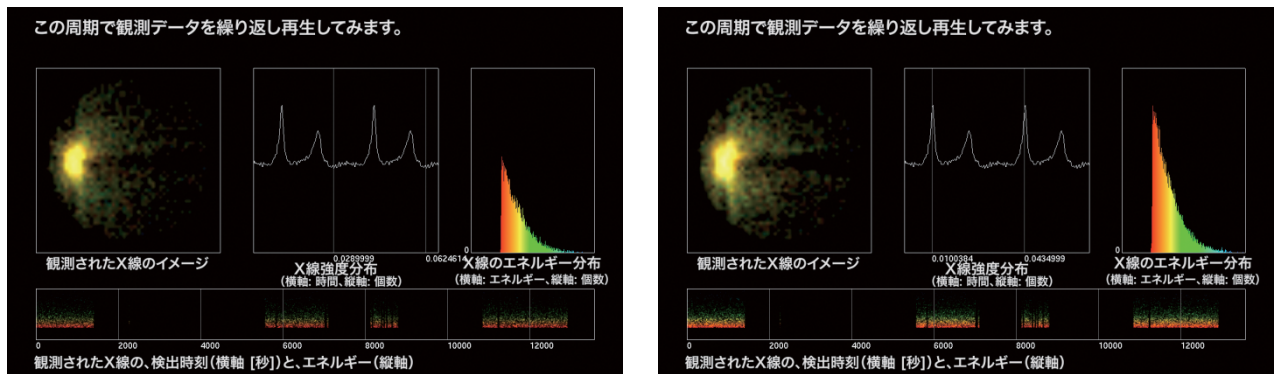 この周期で観測データを繰り返し再生してみます。
0
0.0289999
0.0624614
観測されたX線のイメージ
X線強度分布
(横軸: 時間、縦軸: 個数)
X線のエネルギー分布
(横軸: エネルギー、縦軸: 個数)
0 2000 4000 6000 8000 10000 12000
観測されたX線の、検出時刻(横軸 [秒])と、エネルギー(縦軸)
この周期で観測データを繰り返し再生してみます。
0
0.0100384
0.0434999
観測されたX線のイメージ
X線強度分布
(横軸: 時間、縦軸: 個数)
X線のエネルギー分布
(横軸: エネルギー、縦軸: 個数)
0 2000 4000 6000 8000 10000 12000
観測されたX線の、検出時刻(横軸 [秒])と、エネルギー(縦軸)